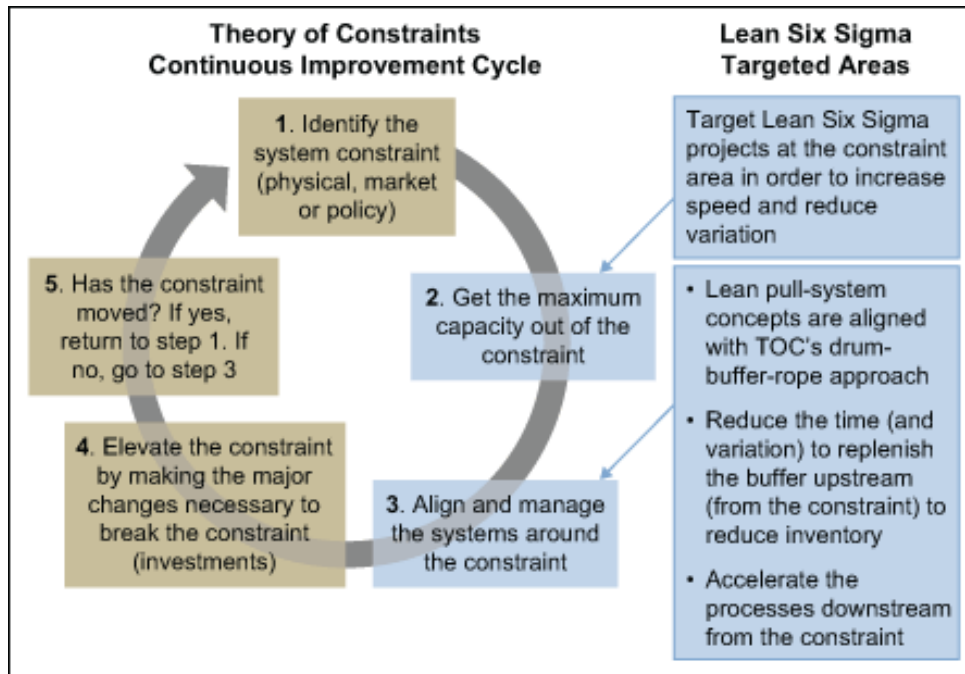 Theory of Constraints
Continuous Improvement Cycle
1. Identify the
system constraint
(physical, market
or policy)
2. Get the maximum
capacity out of the
constraint
3. Align and manage
the systems around
the constraint
4. Elevate the constraint
by making the major
changes necessary to
break the constraint
(investments)
5. Has the constraint
moved? If yes,
return to step 1. If
no, go to step 3
Lean Six Sigma
Targeted Areas
Target Lean Six Sigma
projects at the constraint
area in order to increase
speed and reduce
variation
• Lean pull-system
concepts are aligned
with TOC's drum-
buffer-rope approach
• Reduce the time (and
variation) to replenish
the buffer upstream
(from the constraint) to
reduce inventory
• Accelerate the
processes downstream
from the constraint